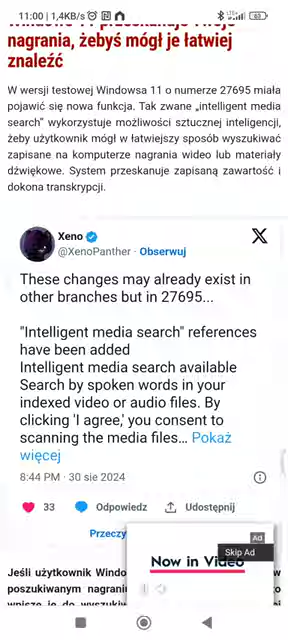 11:00 | 1,4KB/s
63
nagrania, żebyś mógł je łatwiej
znaleźć
W wersji testowej Windowsa 11 o numerze 27695 miała
pojawić się nowa funkcja. Tak zwane „intelligent media
search” wykorzystuje możliwości sztucznej inteligencji,
żeby użytkownik mógł w łatwiejszy sposób wyszukiwać
zapisane na komputerze nagrania wideo lub materiały
dźwiękowe. System przeskanuje zapisaną zawartość i
dokona transkrypcji.
Xeno
@XenoPanther · Obserwuj
These changes may already exist in
other branches but in 27695...
"Intelligent media search" references
have been added
Intelligent media search available
Search by spoken words in your
indexed video or audio files. By
clicking 'I agree,' you consent to
scanning the media files… Pokaż
więcej
8:44 PM · 30 sie 2024
33 Odpowiedz Udostępnij
Przeczy
Ad
Skip Ad
Now in Video
Jeśli użytkownik Windo w
poszukiwanym nagraniu